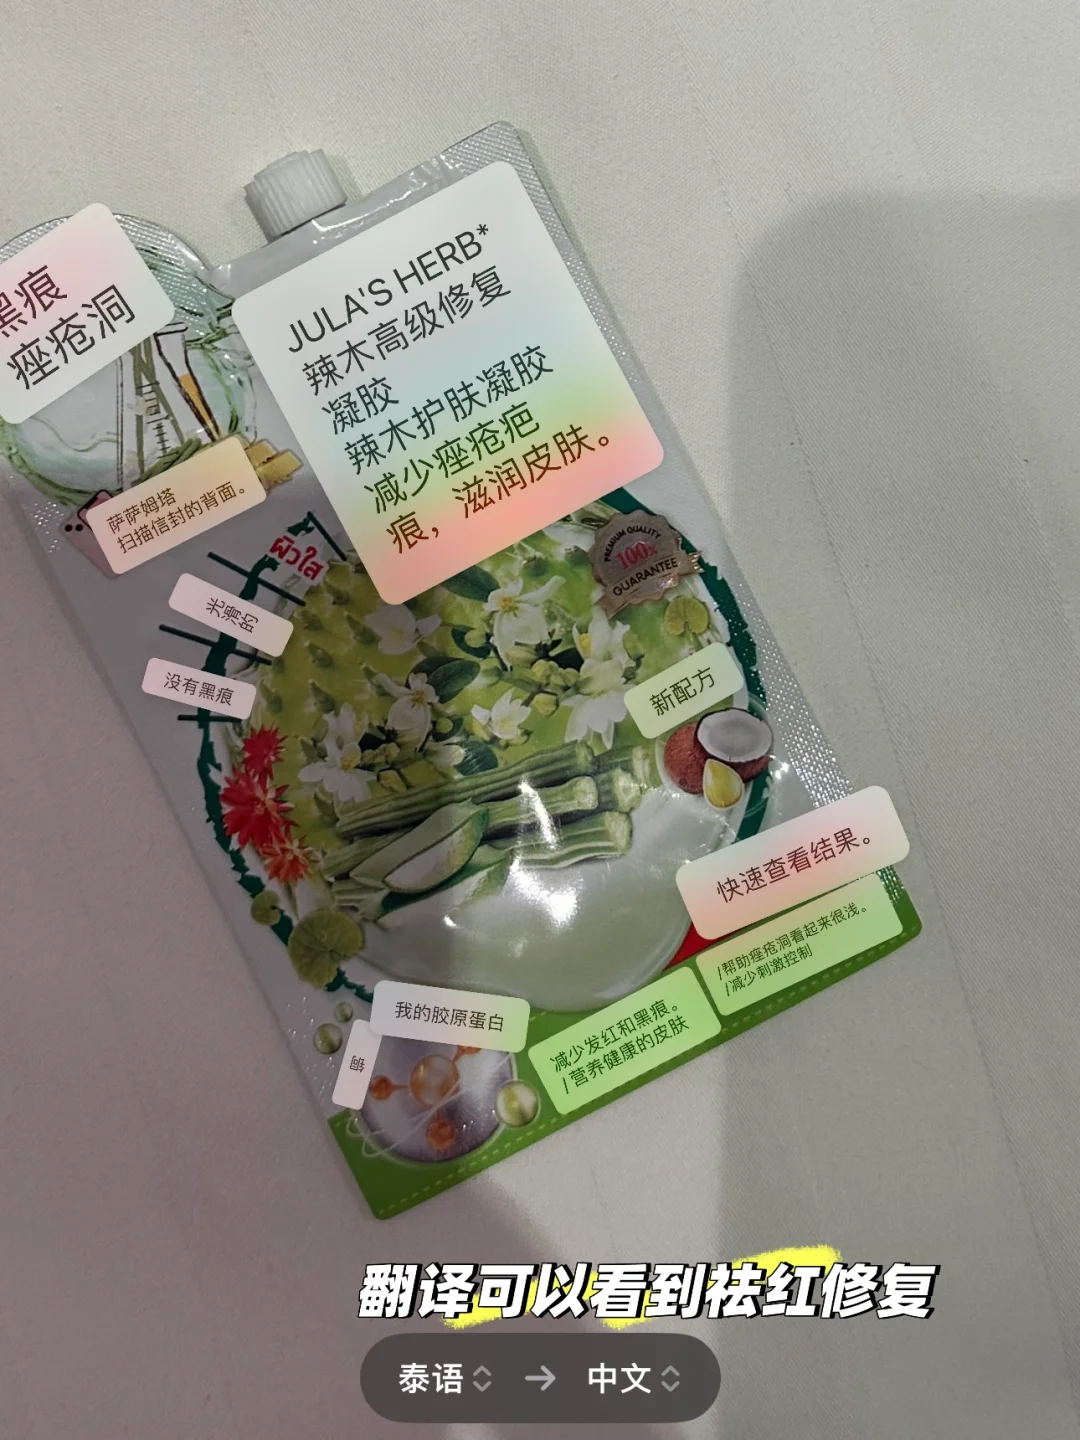 黑痕
痤疮洞
JULA'S HERB*
辣木高级修复
凝胶
辣木护肤凝胶
减少痤疮疤
痕，滋润皮肤。
萨萨姆塔
扫描信封的背面。
ผิวใส
光滑的
没有黑痕
PREMIUM QUALITY
100%
GUARANTEE
新配方
快速查看结果。
/帮助痤疮洞看起来很浅。
/减少刺激控制
我的胶原蛋白
铜
减少发红和黑痕。
/营养健康的皮肤
翻译可以看到祛红修复
泰语
中文